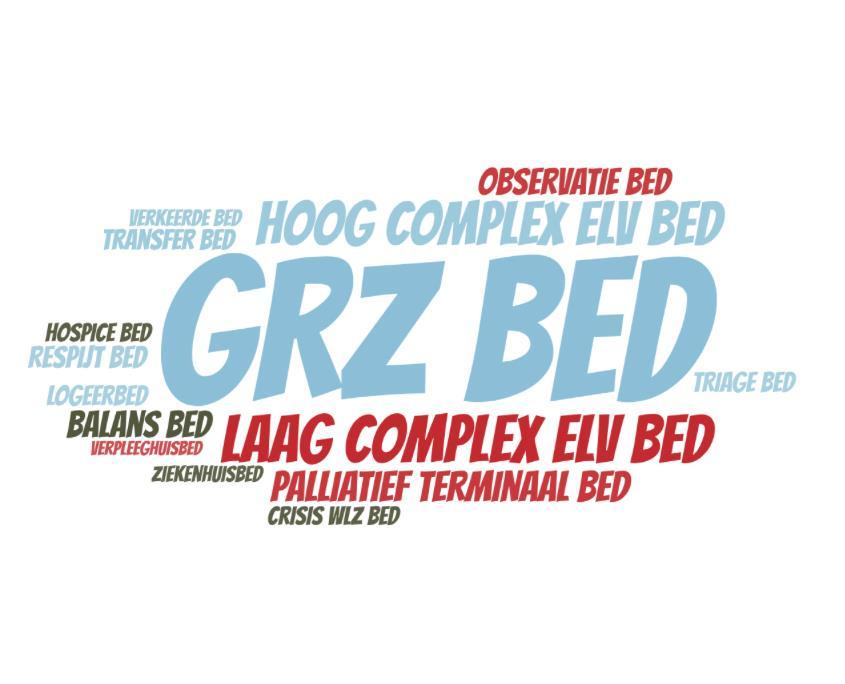 OBSERVATIE BED
VERKEERDE BED
HOOG COMPLEX ELV BED
TRANSFER BED
GRZ BED
HOSPICE BED
RESPIJT BED
TRIAGE BED
LOGEERBED
BALANS BED
LAAG COMPLEX ELV BED
VERPLEEGHUISBED
ZIEKENHUISBED
PALLIATIEF TERMINAAL BED
CRISIS WLZ BED